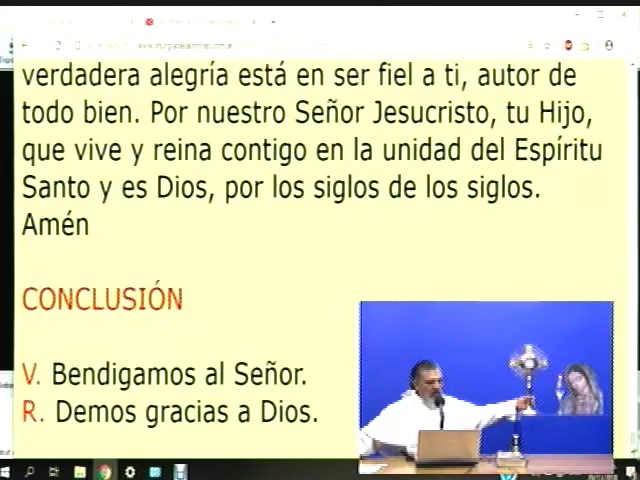 verdadera alegría está en ser fiel a ti, autor de
todo bien. Por nuestro Señor Jesucristo, tu Hijo,
que vive y reina contigo en la unidad del Espíritu
Santo y es Dios, por los siglos de los siglos.
Amén
CONCLUSIÓN
V. Bendigamos al Señor.
R. Demos gracias a Dios.